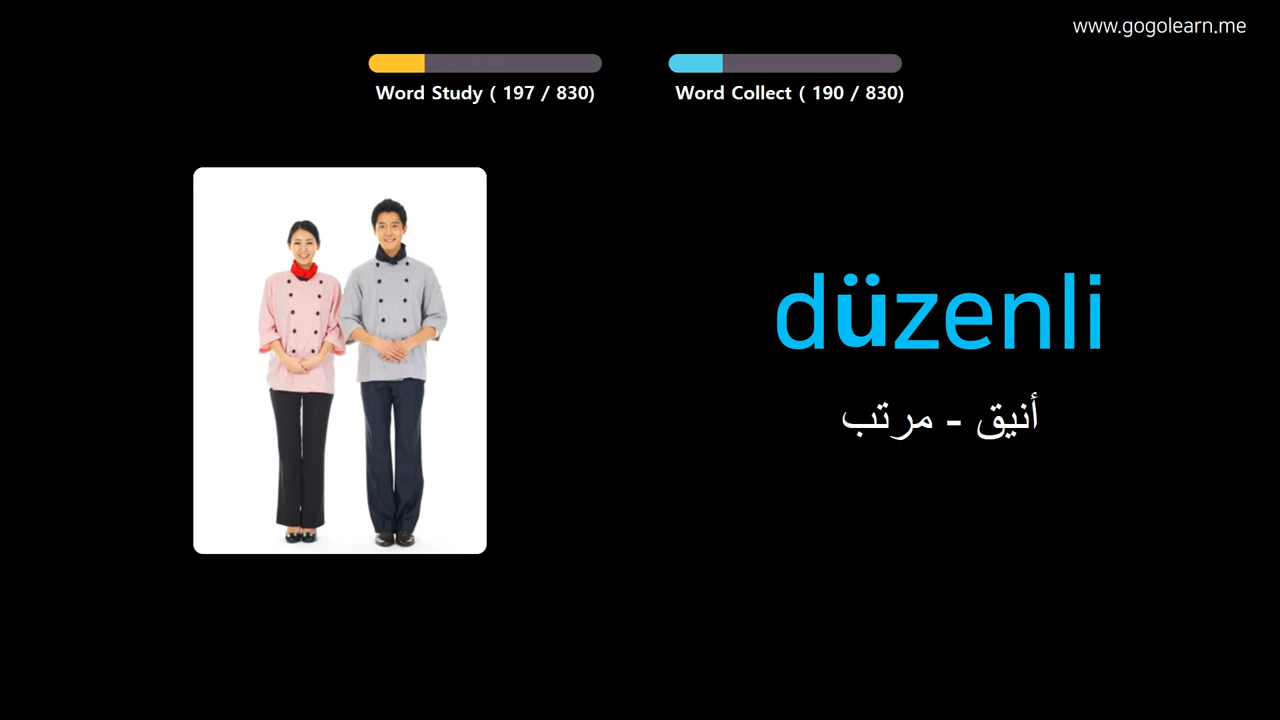 www.gogolearn.me
Word Study ( 197 / 830)
Word Collect ( 190 / 830)
düzenli
أنيق - مرتب